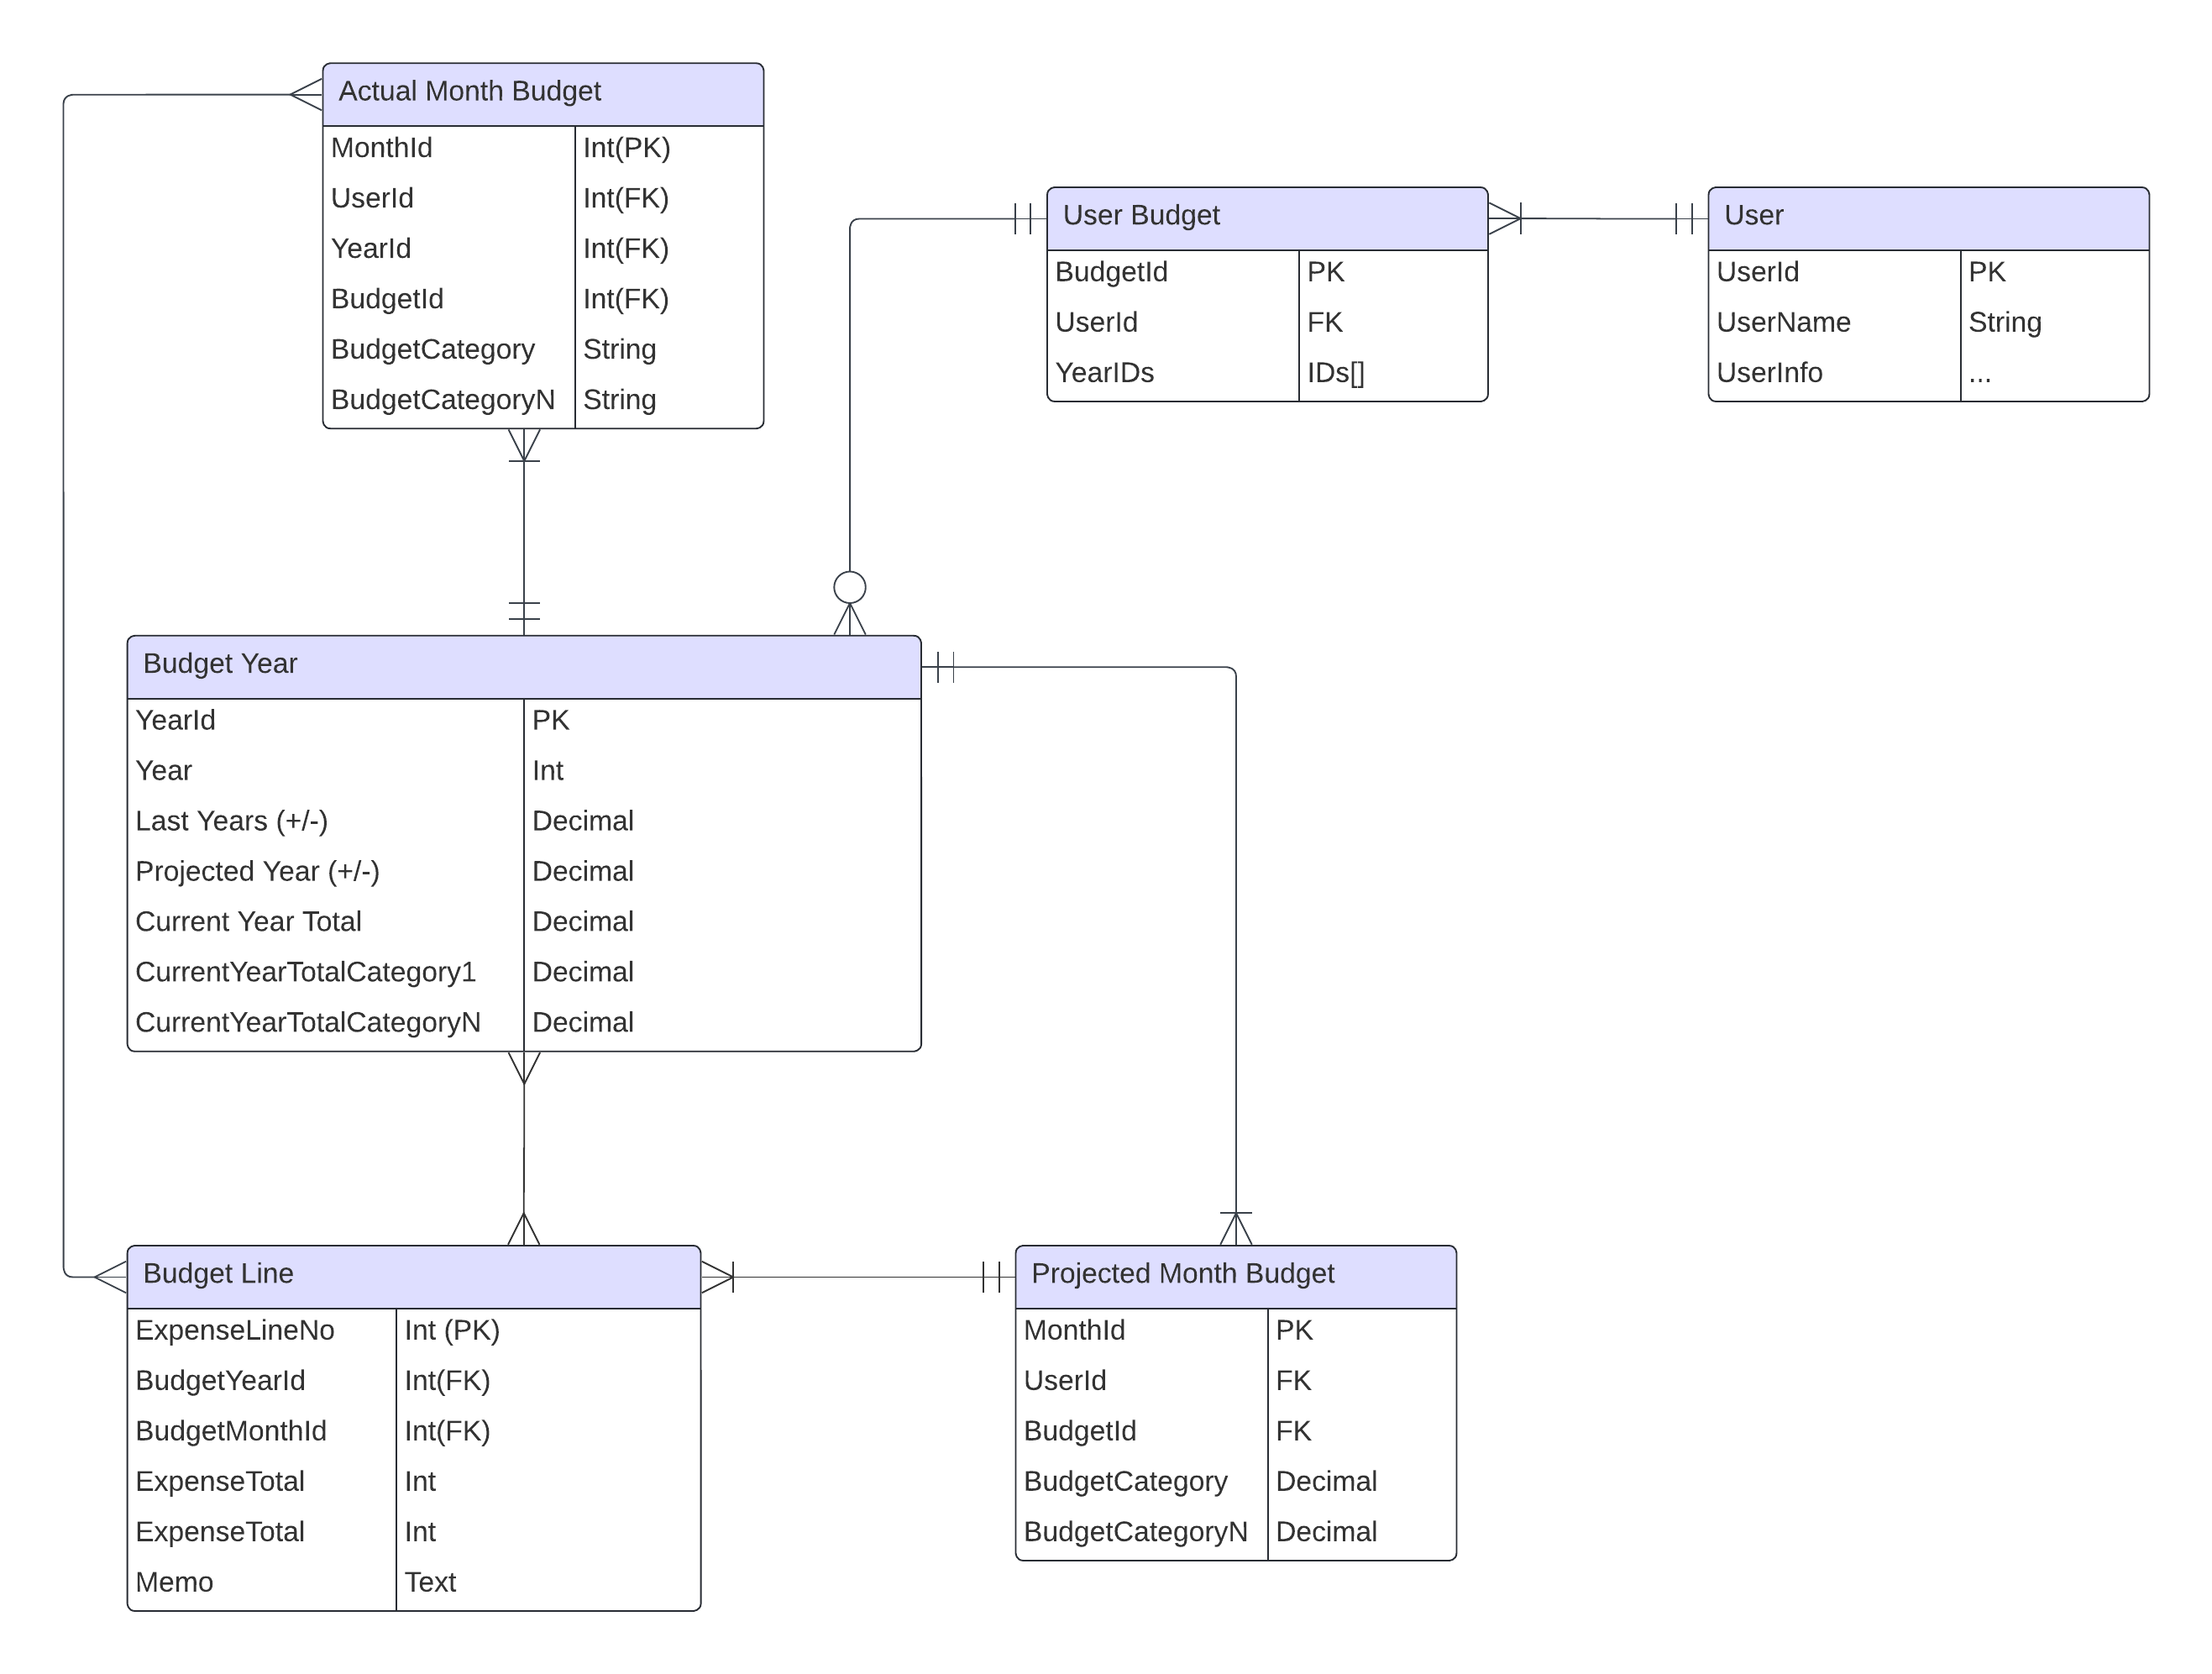 Actual Month Budget
MonthId Int(PK)
UserId Int(FK)
YearId Int(FK)
BudgetId Int(FK)
BudgetCategory String
BudgetCategoryN String
User Budget
BudgetId PK
UserId FK
YearIDs IDs[]
User
UserId PK
UserName String
UserInfo ...
Budget Year
YearId PK
Year Int
Last Years (+/-) Decimal
Projected Year (+/-) Decimal
Current Year Total Decimal
CurrentYearTotalCategory1 Decimal
CurrentYearTotalCategoryN Decimal
Budget Line
ExpenseLineNo Int (PK)
BudgetYearId Int(FK)
BudgetMonthId Int(FK)
ExpenseTotal Int
ExpenseTotal Int
Memo Text
Projected Month Budget
MonthId PK
UserId FK
BudgetId FK
BudgetCategory Decimal
BudgetCategoryN Decimal